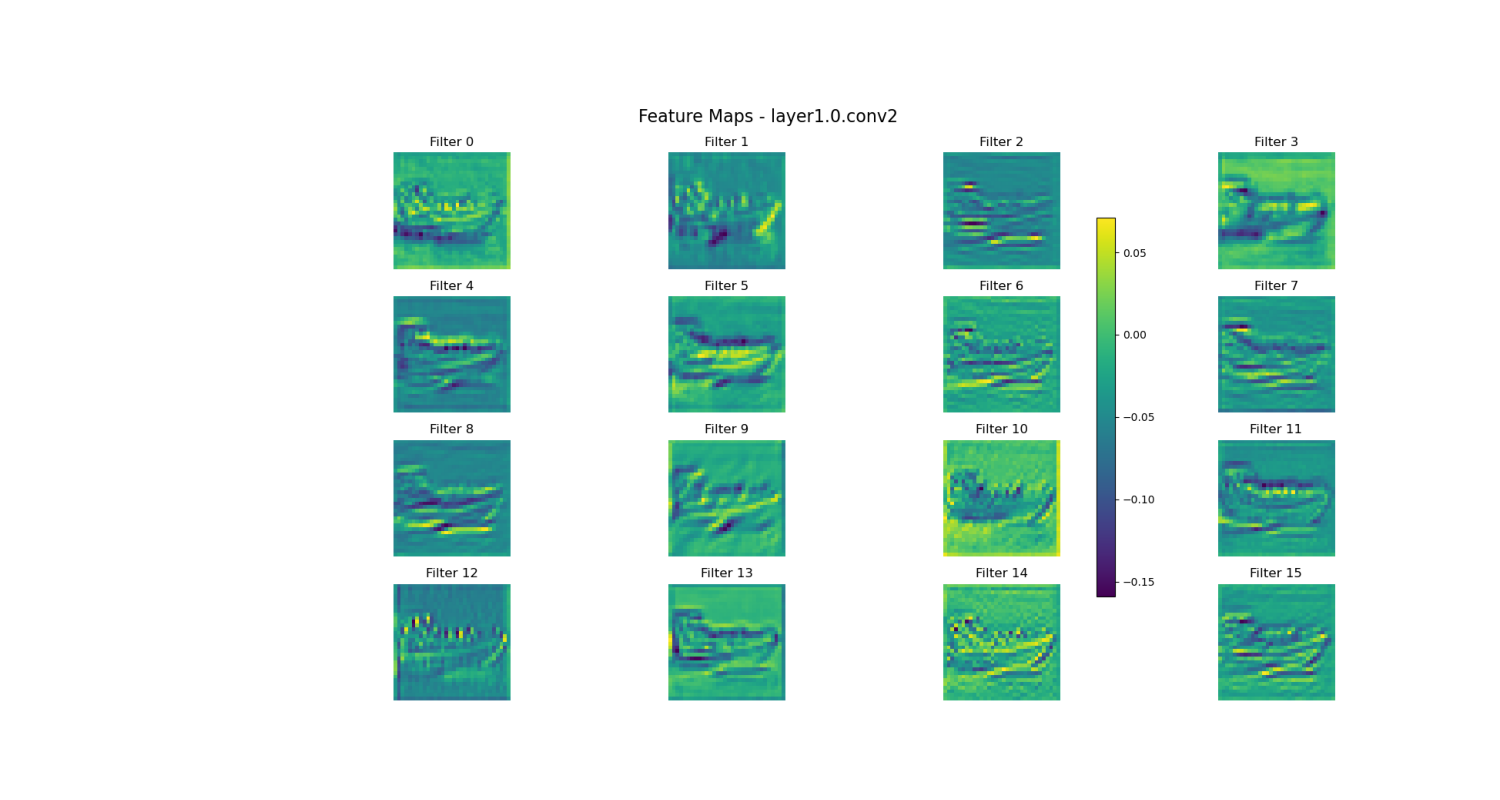 Feature Maps - layer1.0.conv2
Filter 0
Filter 1
Filter 2
Filter 3
Filter 4
Filter 5
Filter 6
Filter 7
Filter 8
Filter 9
Filter 10
Filter 11
Filter 12
Filter 13
Filter 14
Filter 15
0.05
0.00
−0.05
−0.10
−0.15